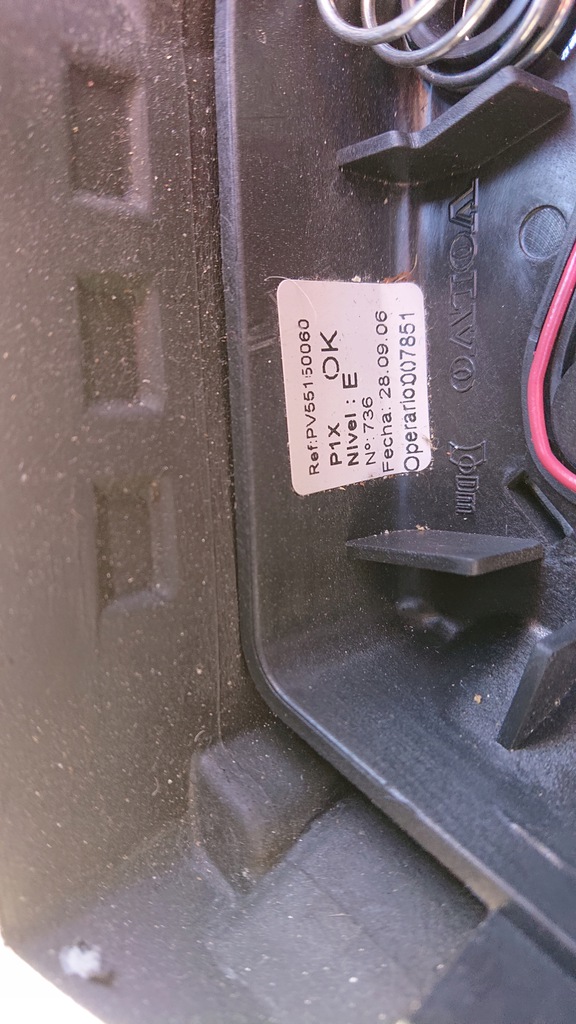 Ref:PV55150060
P1X OK
Nivel : E
Nº: 736
Fecha: 28.09.06
Operario007851
VOLVO